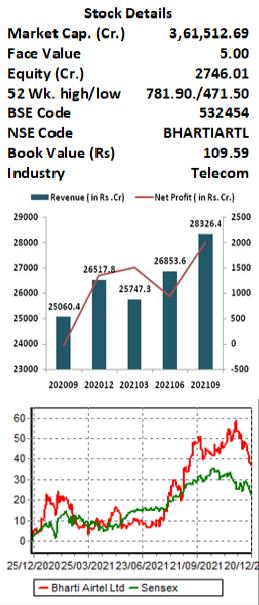 Stock Details
Market Cap. (Cr.) 3,61,512.69
Face Value 5.00
Equity (Cr.) 2746.01
52 Wk. high/low 781.90./471.50
BSE Code 532454
NSE Code BHARTIARTL
Book Value (Rs) 109.59
Industry Telecom
Revenue ( in Rs .Cr) Net Profit ( in Rs. Cr.)
29000 2500
28326.4
28000 2000
27000 1500
26853.6
26517.8
26000 1000
25747.3
25060.4
25000 500
24000 0
23000 -500
202009 202012 202103 202106 202109
60
50
40
30
20
10
0
25/12/2020 25/03/2021 23/06/2021 21/09/2021 20/12/2
Bharti Airtel Ltd Sensex